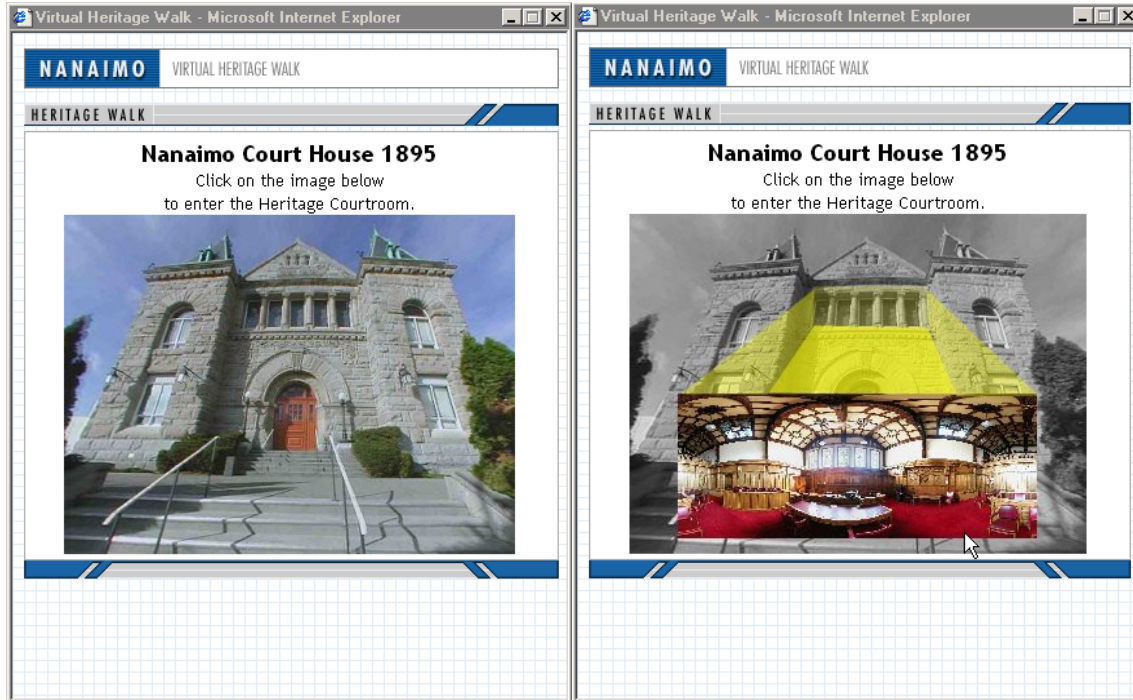 Virtual Heritage Walk - Microsoft Internet Explorer
NANAIMO VIRTUAL HERITAGE WALK
HERITAGE WALK
Nanaimo Court House 1895
Click on the image below
to enter the Heritage Courtroom.
Virtual Heritage Walk - Microsoft Internet Explorer
NANAIMO VIRTUAL HERITAGE WALK
HERITAGE WALK
Nanaimo Court House 1895
Click on the image below
to enter the Heritage Courtroom.